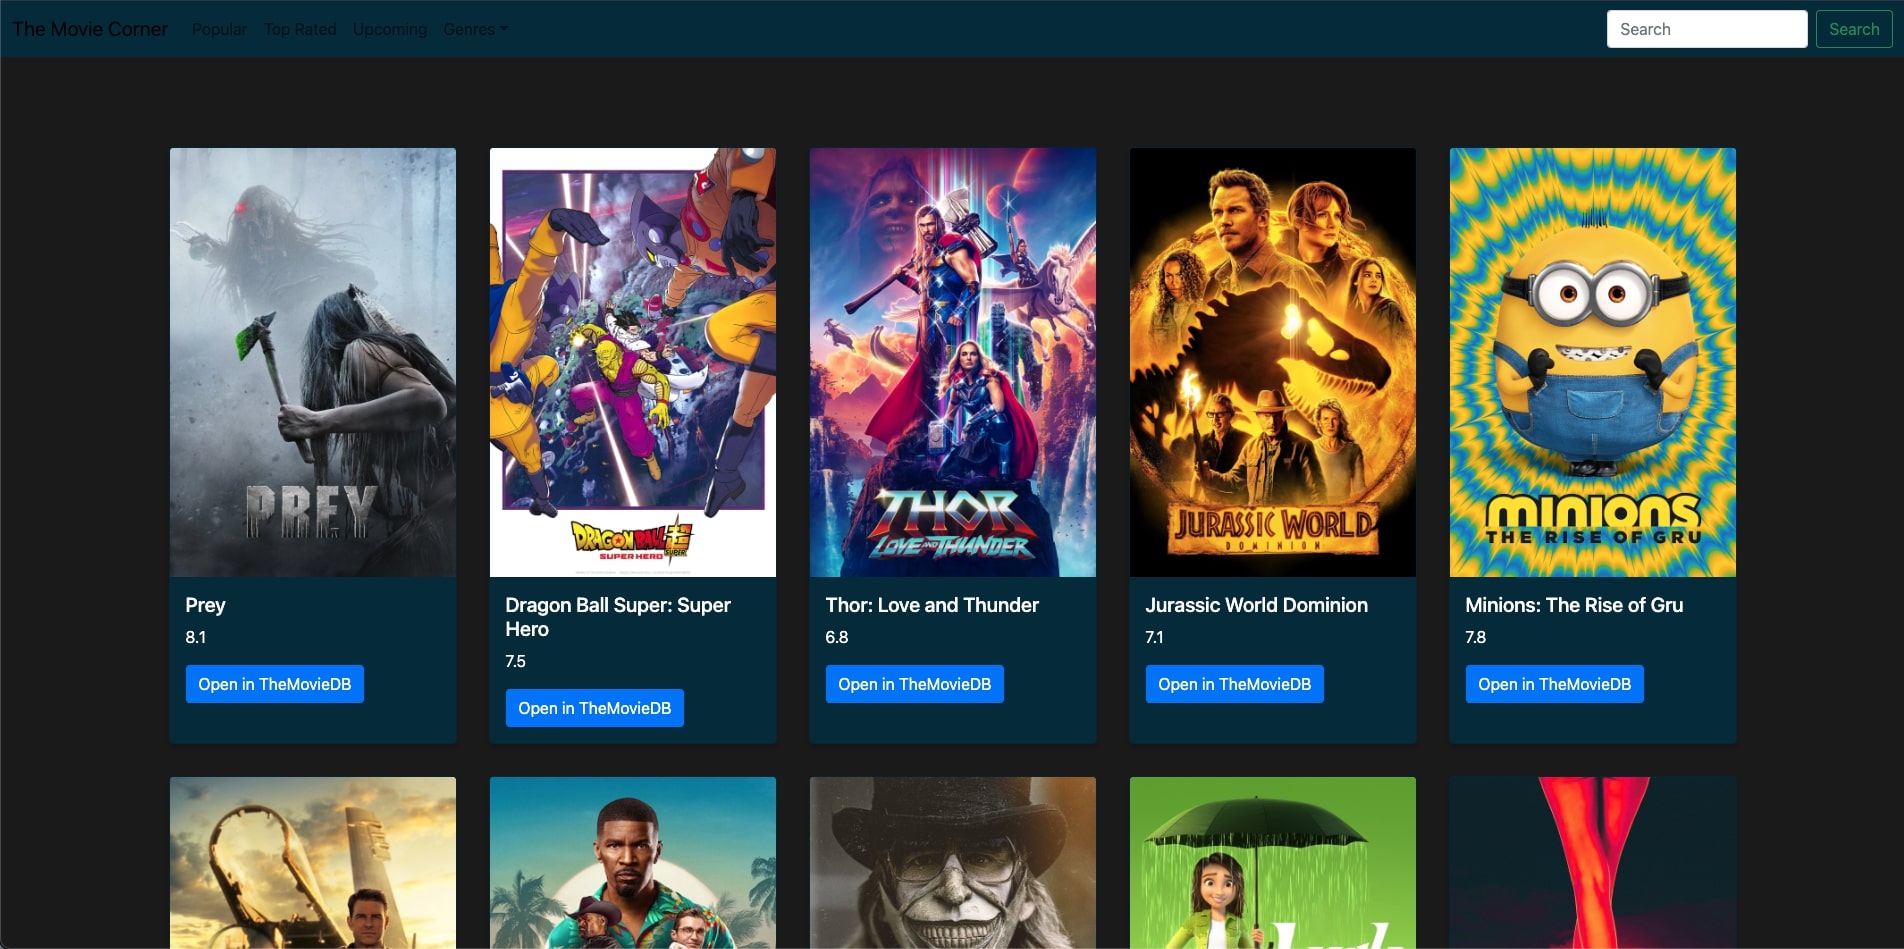 The Movie Corner Popular Top Rated Upcoming Genres Search Search
PREY
DRAGON BALL SUPER
SUPER HERO
THOR
LOVE AND THUNDER
JURASSIC WORLD
DOMINION
MINIONS
THE RISE OF GRU
Prey
8.1
Open in TheMovieDB
Dragon Ball Super: Super
Hero
7.5
Open in TheMovieDB
Thor: Love and Thunder
6.8
Open in TheMovieDB
Jurassic World Dominion
7.1
Open in TheMovieDB
Minions: The Rise of Gru
7.8
Open in TheMovieDB